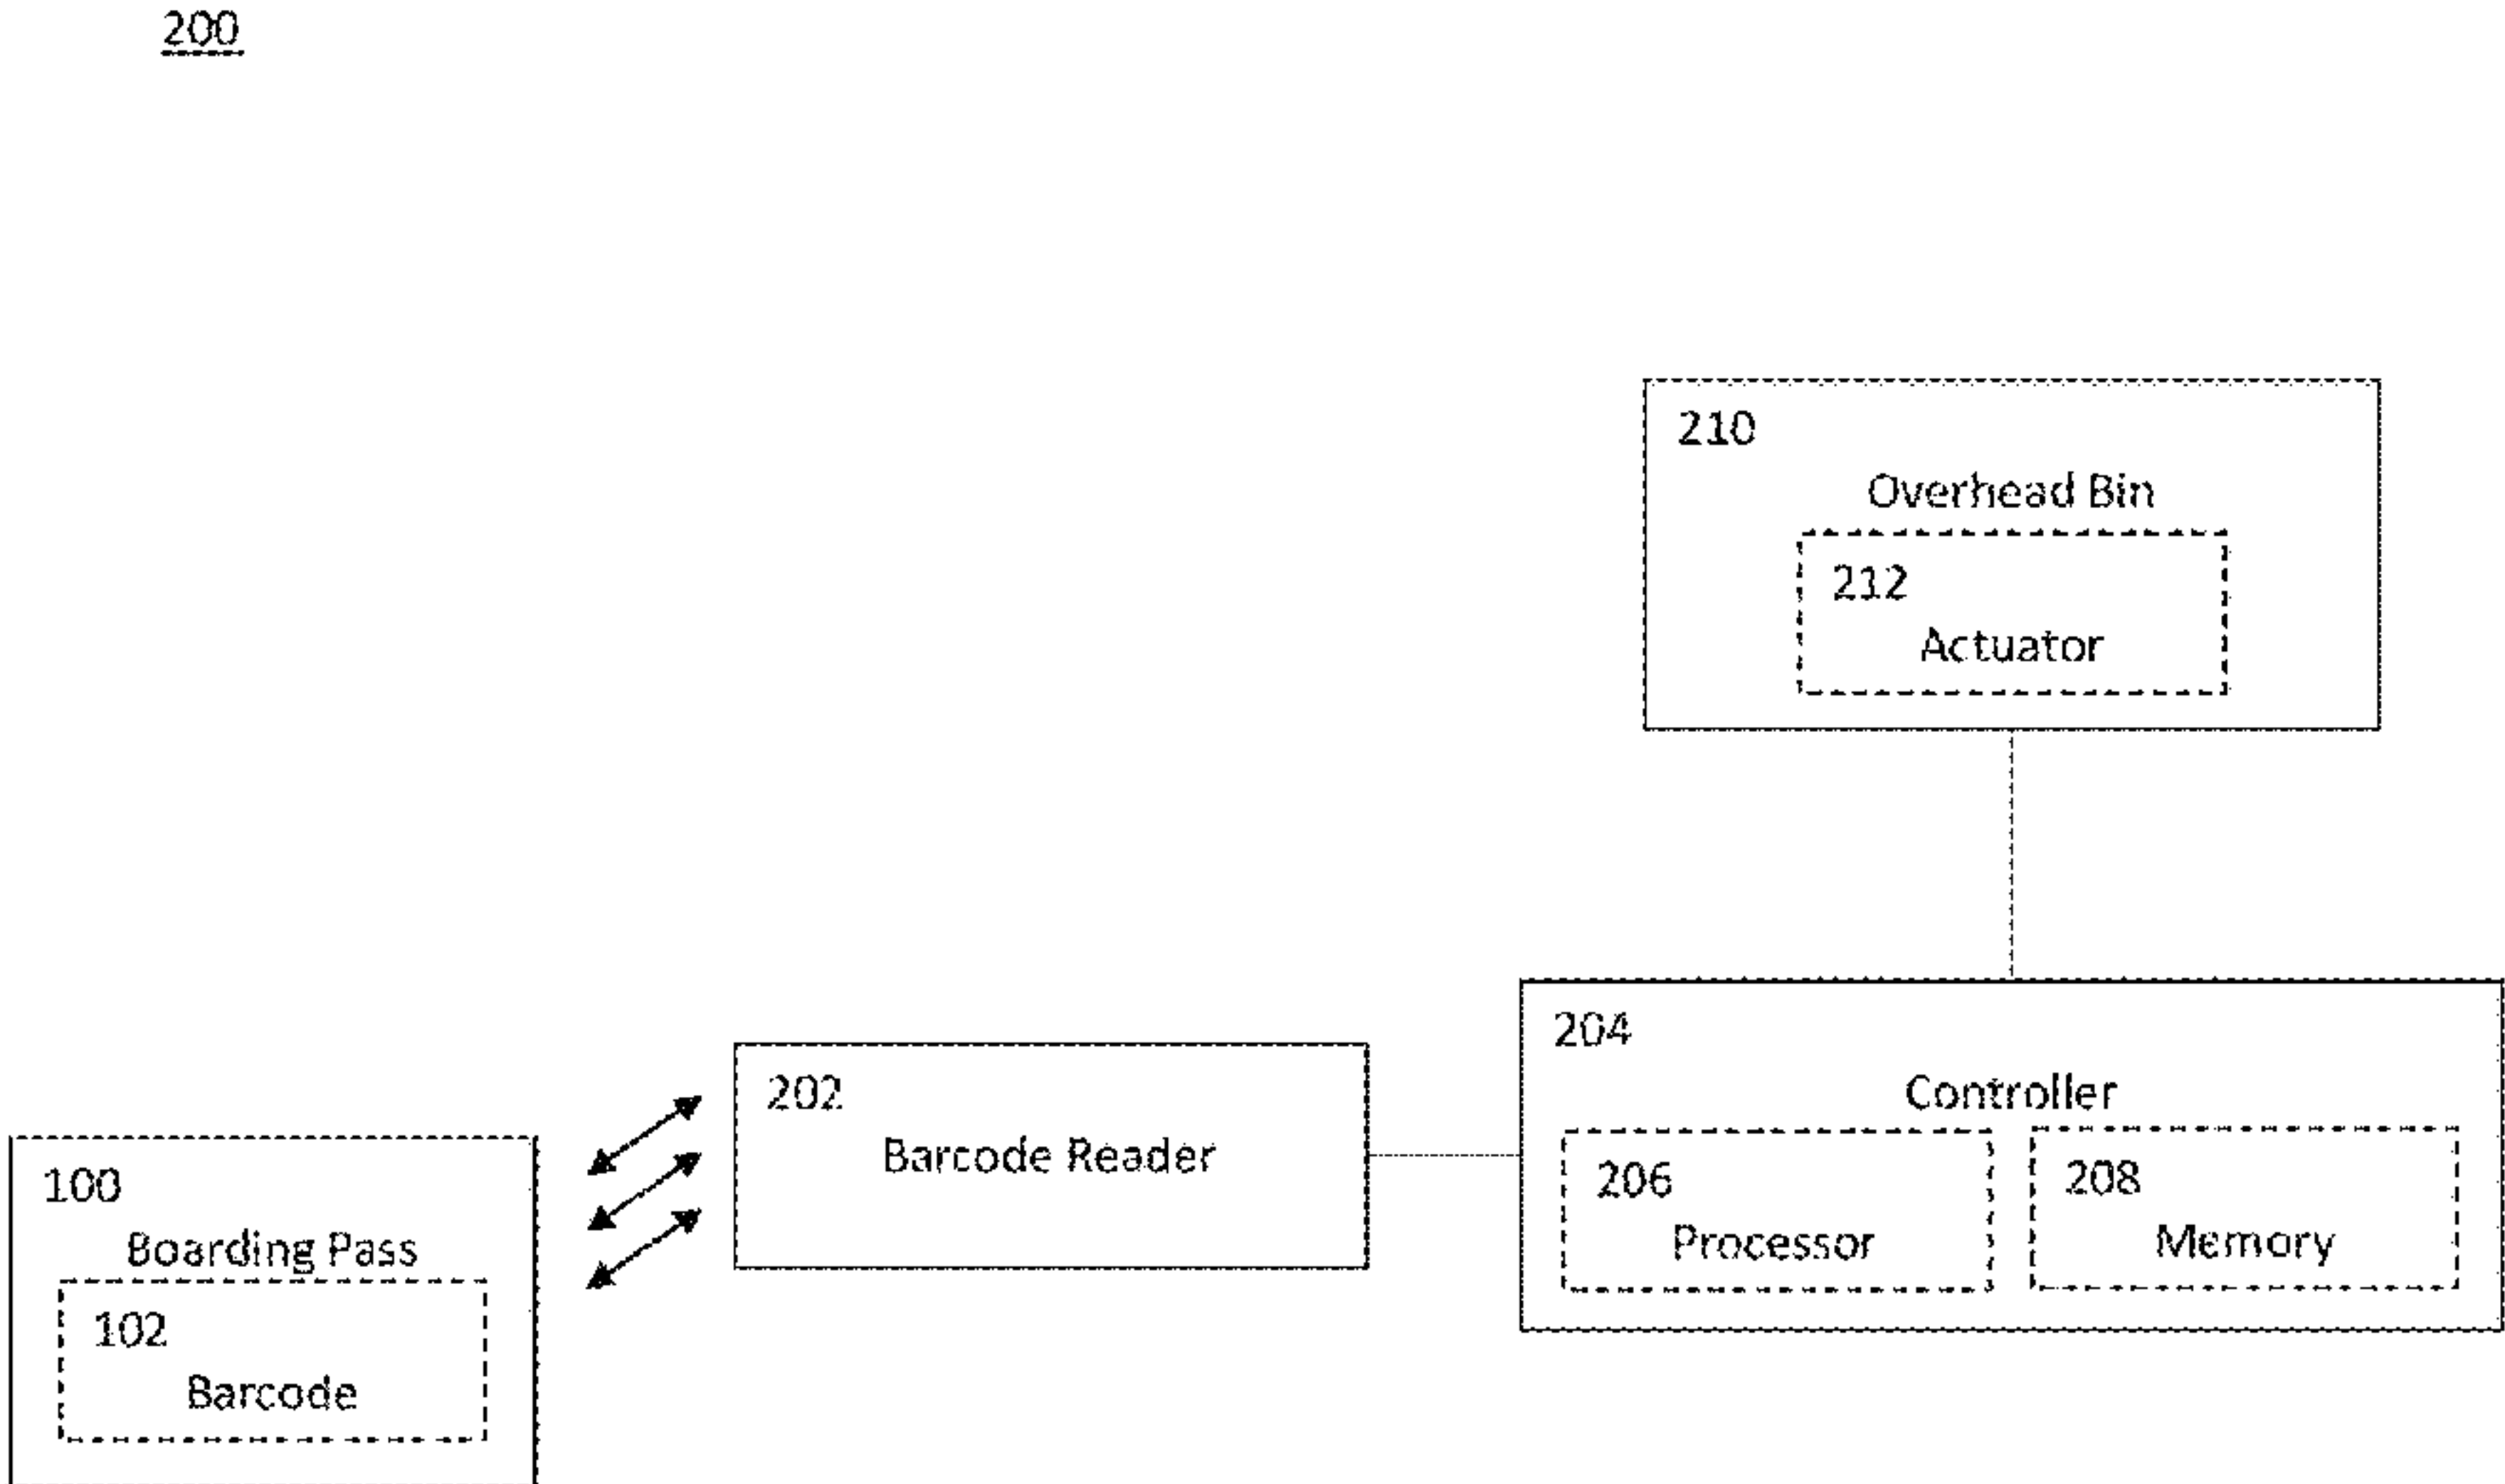 200
210
Overhead Bin
212
Actuator
204
Controller
206
Processor
208
Memory
202
Barcode Reader
100
Boarding Pass
102
Barcode